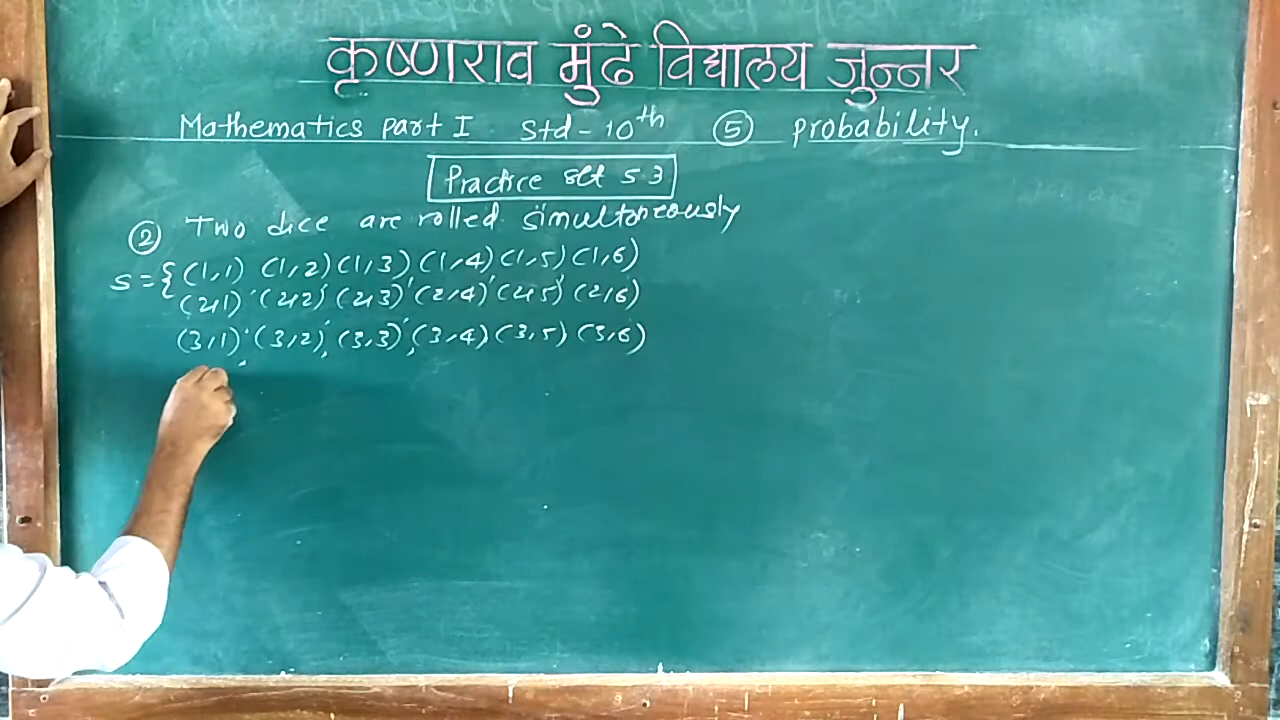 कृष्णराव मुंढे विद्यालय जुन्नर
Mathematics part I Std - 10th ⑤ probability.
Practice set 5.3
② Two dice are rolled simultaneously
S = { (1,1) (1,2) (1,3) (1,4) (1,5) (1,6)
(2,1) (2,2) (2,3) (2,4) (2,5) (2,6)
(3,1) (3,2), (3,3), (3,4) (3,5) (3,6)